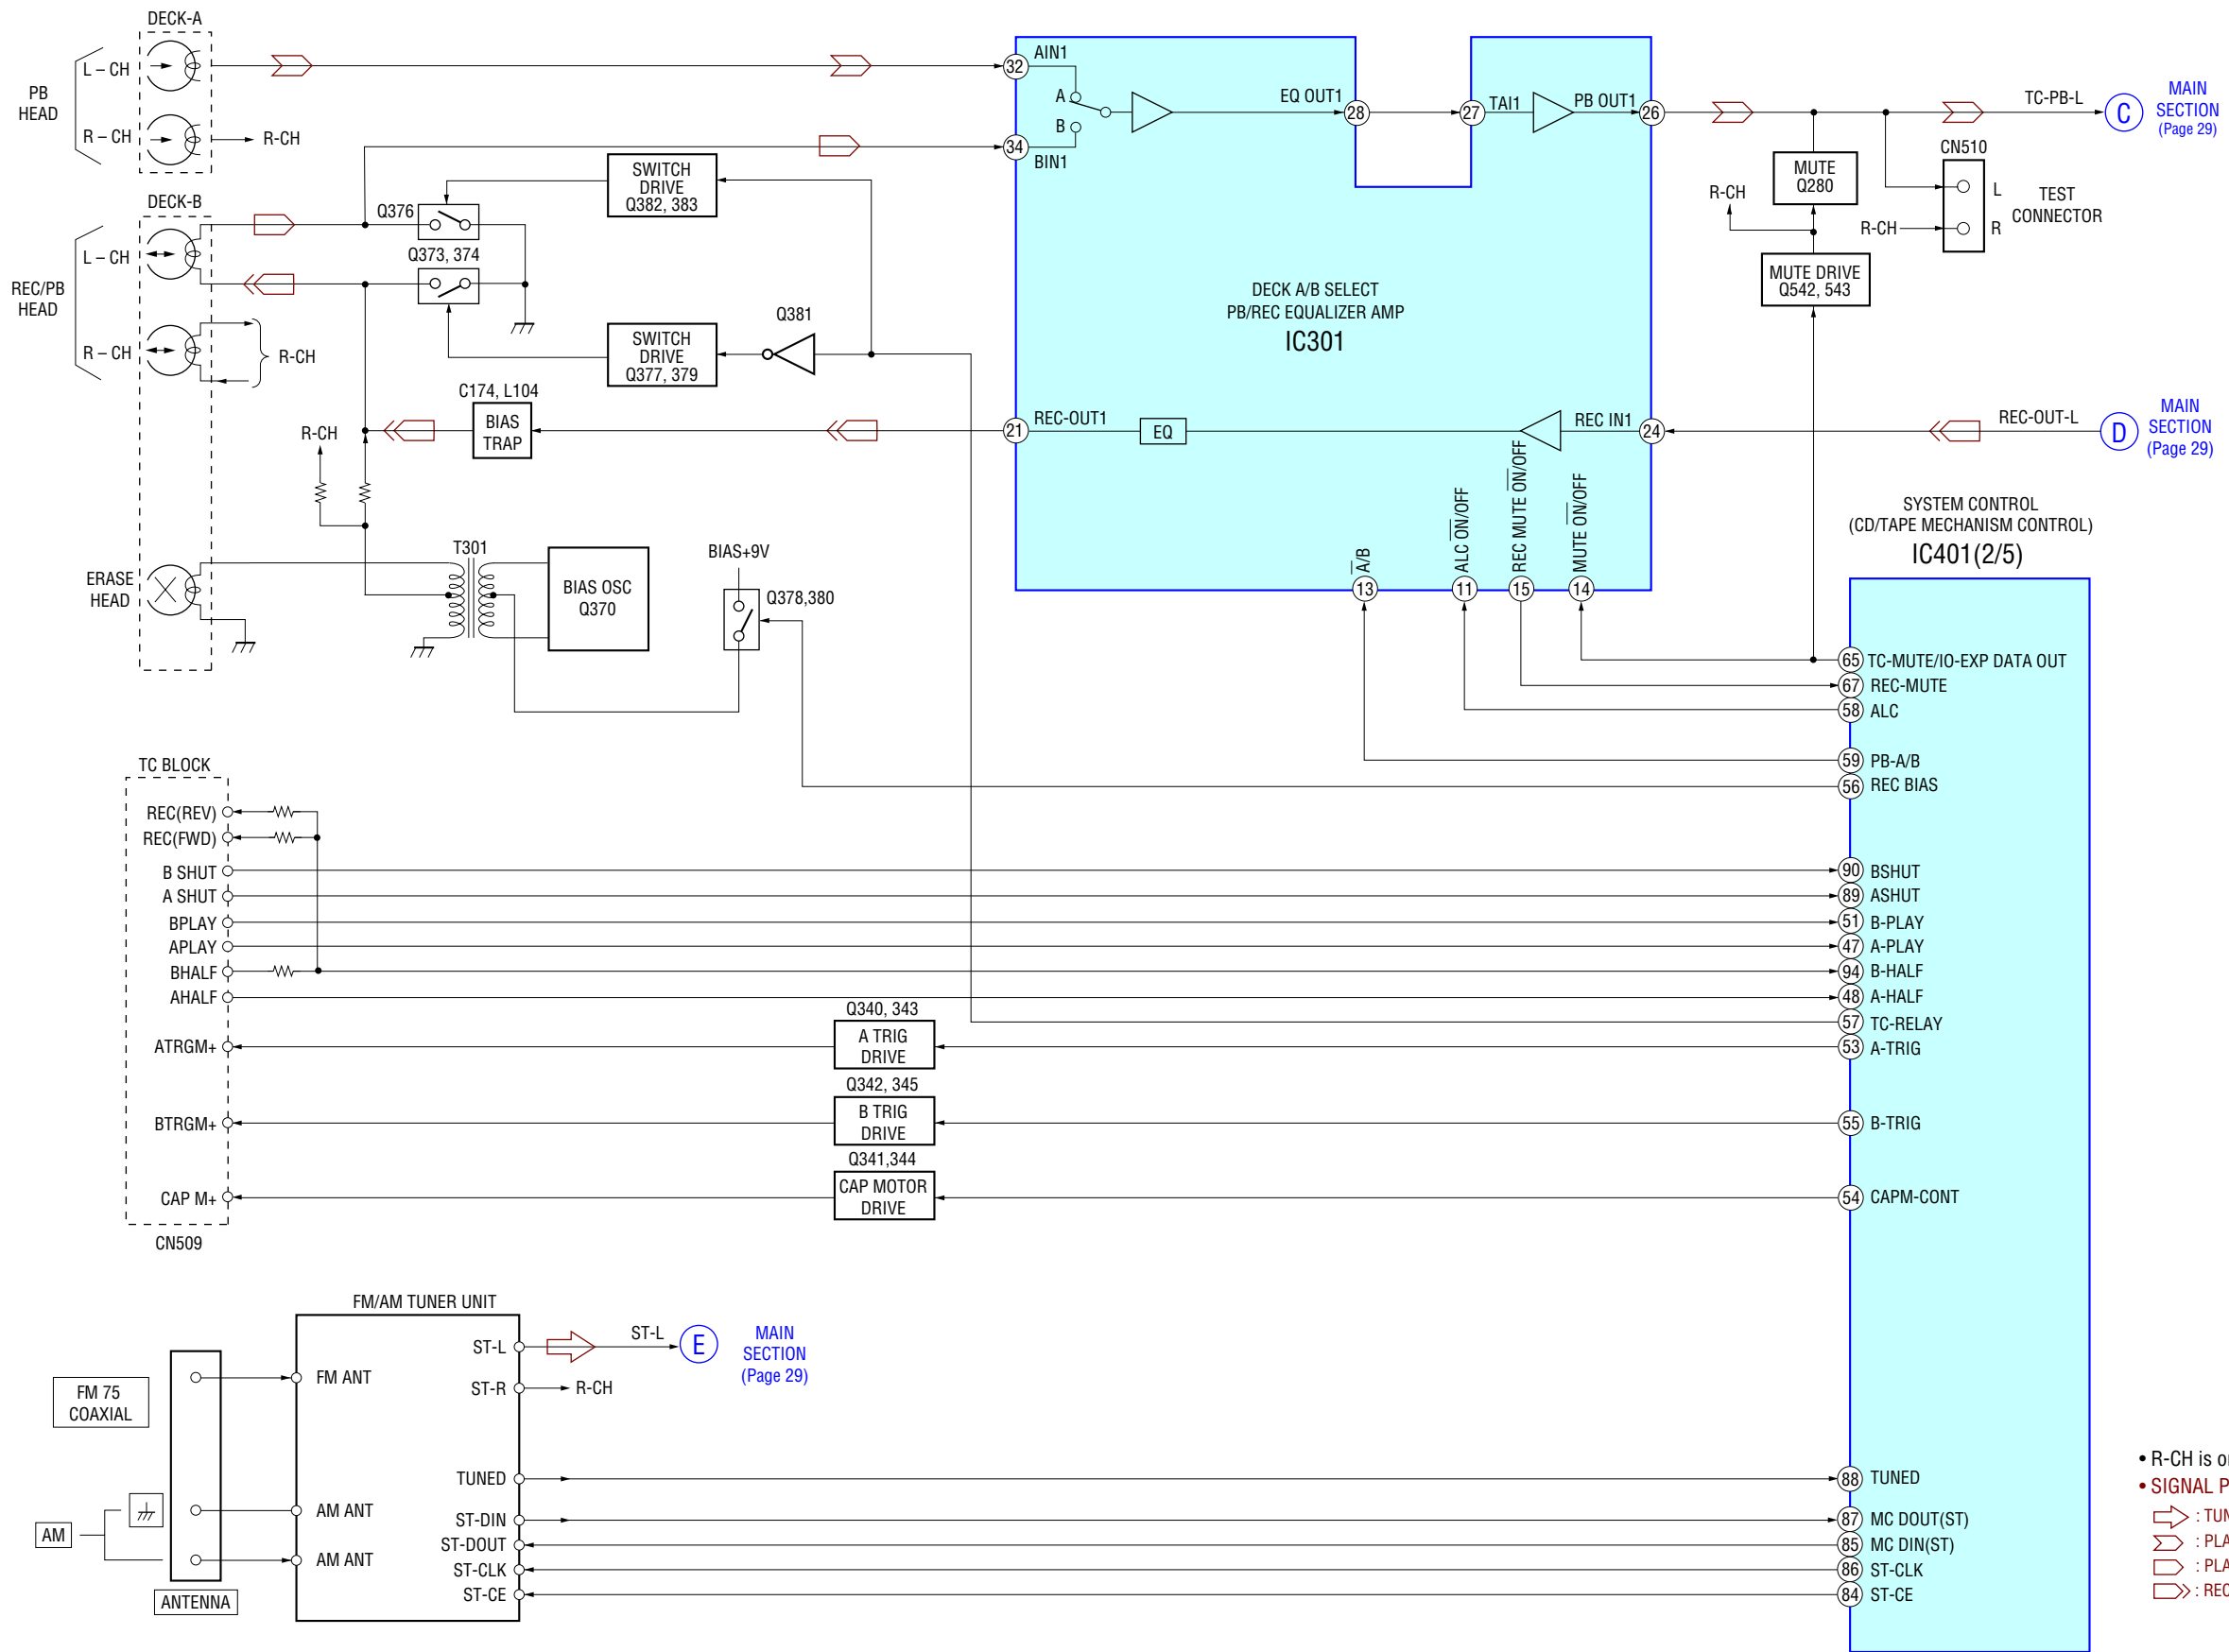 DECK-A
PB
HEAD
L – CH
R – CH
R-CH
DECK-B
REC/PB
HEAD
L – CH
R – CH
R-CH
ERASE
HEAD
Q376
Q373, 374
SWITCH
DRIVE
Q382, 383
SWITCH
DRIVE
Q377, 379
Q381
C174, L104
BIAS
TRAP
R-CH
T301
BIAS OSC
Q370
BIAS+9V
Q378,380
32
AIN1
A
B
34
BIN1
EQ OUT1
28
27
TAI1
PB OUT1
26
DECK A/B SELECT
PB/REC EQUALIZER AMP
IC301
21
REC-OUT1
EQ
REC IN1
24
A/B
13
ALC ON/OFF
11
REC MUTE ON/OFF
15
MUTE ON/OFF
14
TC-PB-L
C
MAIN
SECTION
(Page 29)
MUTE
Q280
R-CH
MUTE DRIVE
Q542, 543
CN510
L
R
R-CH
TEST
CONNECTOR
REC-OUT-L
D
MAIN
SECTION
(Page 29)
SYSTEM CONTROL
(CD/TAPE MECHANISM CONTROL)
IC401(2/5)
65 TC-MUTE/IO-EXP DATA OUT
67 REC-MUTE
58 ALC
59 PB-A/B
56 REC BIAS
90 BSHUT
89 ASHUT
51 B-PLAY
47 A-PLAY
94 B-HALF
48 A-HALF
57 TC-RELAY
53 A-TRIG
55 B-TRIG
54 CAPM-CONT
88 TUNED
87 MC DOUT(ST)
85 MC DIN(ST)
86 ST-CLK
84 ST-CE
TC BLOCK
REC(REV)
REC(FWD)
B SHUT
A SHUT
BPLAY
APLAY
BHALF
AHALF
ATRGM+
BTRGM+
CAP M+
CN509
Q340, 343
A TRIG
DRIVE
Q342, 345
B TRIG
DRIVE
Q341,344
CAP MOTOR
DRIVE
FM/AM TUNER UNIT
FM 75
COAXIAL
AM
ANTENNA
FM ANT
AM ANT
AM ANT
ST-L
ST-R
TUNED
ST-DIN
ST-DOUT
ST-CLK
ST-CE
ST-L
E
MAIN
SECTION
(Page 29)
R-CH
• R-CH is
• SIGNAL
: REC